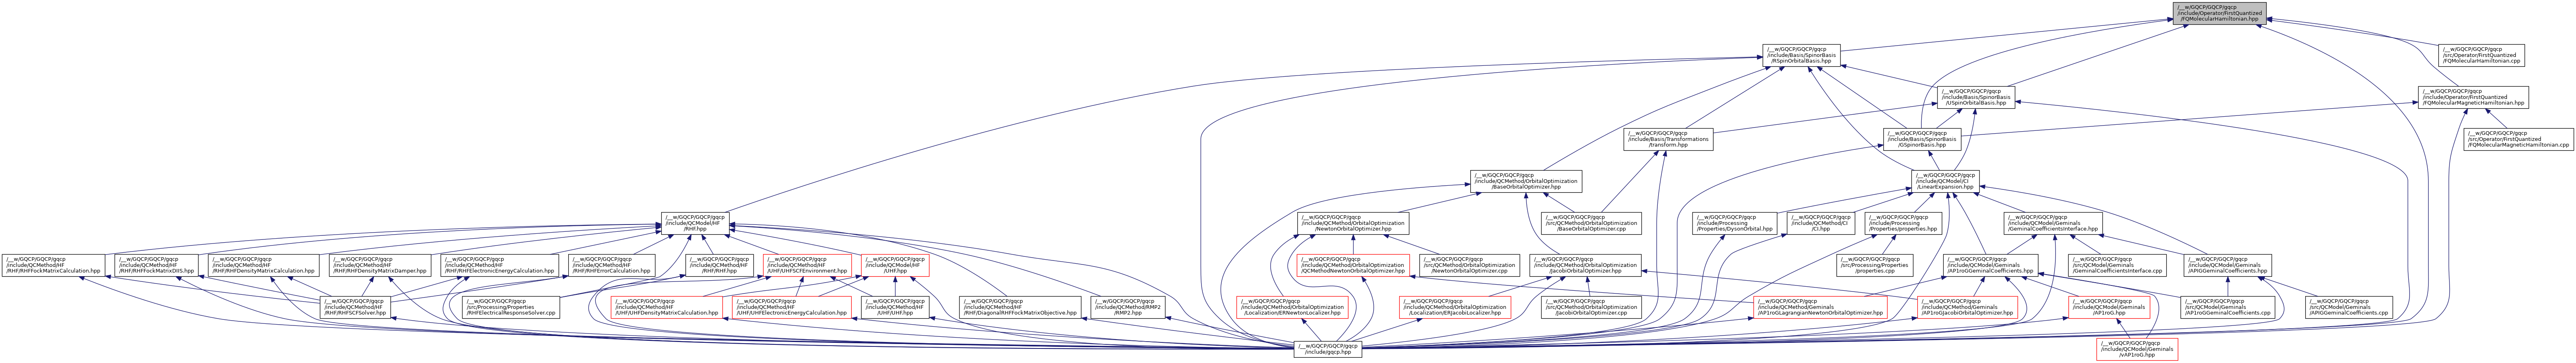 /__w/GQCP/GQCP/gqcp
/include/Operator/FirstQuantized
/FQMolecularHamiltonian.hpp
/__w/GQCP/GQCP/gqcp
/include/Basis/SpinorBasis
/RSpinOrbitalBasis.hpp
/__w/GQCP/GQCP/gqcp
/src/Operator/FirstQuantized
/FQMolecularHamiltonian.cpp
/__w/GQCP/GQCP/gqcp
/include/Basis/SpinorBasis
/USpinOrbitalBasis.hpp
/__w/GQCP/GQCP/gqcp
/include/Operator/FirstQuantized
/FQMolecularMagneticHamiltonian.hpp
/__w/GQCP/GQCP/gqcp
/include/Basis/Transformations
/transform.hpp
/__w/GQCP/GQCP/gqcp
/include/Basis/SpinorBasis
/GSpinorBasis.hpp
/__w/GQCP/GQCP/gqcp
/src/Operator/FirstQuantized
/FQMolecularMagneticHamiltonian.cpp
/__w/GQCP/GQCP/gqcp
/include/QCMethod/OrbitalOptimization
/BaseOrbitalOptimizer.hpp
/__w/GQCP/GQCP/gqcp
/include/QCModel/CI
/LinearExpansion.hpp
/__w/GQCP/GQCP/gqcp
/include/QCModel/HF
/RHF.hpp
/__w/GQCP/GQCP/gqcp
/include/QCMethod/OrbitalOptimization
/NewtonOrbitalOptimizer.hpp
/__w/GQCP/GQCP/gqcp
/src/QCMethod/OrbitalOptimization
/BaseOrbitalOptimizer.cpp
/__w/GQCP/GQCP/gqcp
/include/Processing
/Properties/DysonOrbital.hpp
/__w/GQCP/GQCP/gqcp
/include/QCMethod/CI
/CI.hpp
/__w/GQCP/GQCP/gqcp
/include/Processing
/Properties/properties.hpp
/__w/GQCP/GQCP/gqcp
/include/QCModel/Geminals
/GeminalCoefficientsInterface.hpp
/__w/GQCP/GQCP/gqcp
/include/QCMethod/HF
/RHF/RHFFockMatrixCalculation.hpp
/__w/GQCP/GQCP/gqcp
/include/QCMethod/HF
/RHF/RHFFockMatrixDIIS.hpp
/__w/GQCP/GQCP/gqcp
/include/QCMethod/HF
/RHF/RHFDensityMatrixCalculation.hpp
/__w/GQCP/GQCP/gqcp
/include/QCMethod/HF
/RHF/RHFDensityMatrixDamper.hpp
/__w/GQCP/GQCP/gqcp
/include/QCMethod/HF
/RHF/RHFElectronicEnergyCalculation.hpp
/__w/GQCP/GQCP/gqcp
/include/QCMethod/HF
/RHF/RHFErrorCalculation.hpp
/__w/GQCP/GQCP/gqcp
/include/QCMethod/HF
/RHF/RHF.hpp
/__w/GQCP/GQCP/gqcp
/include/QCMethod/HF
/UHF/UHFSCFEnvironment.hpp
/__w/GQCP/GQCP/gqcp
/include/QCModel/HF
/UHF.hpp
/__w/GQCP/GQCP/gqcp
/include/QCMethod/OrbitalOptimization
/QCMethodNewtonOrbitalOptimizer.hpp
/__w/GQCP/GQCP/gqcp
/src/QCMethod/OrbitalOptimization
/NewtonOrbitalOptimizer.cpp
/__w/GQCP/GQCP/gqcp
/include/QCMethod/OrbitalOptimization
/JacobiOrbitalOptimizer.hpp
/__w/GQCP/GQCP/gqcp
/src/Processing/Properties
/properties.cpp
/__w/GQCP/GQCP/gqcp
/include/QCModel/Geminals
/AP1roGGeminalCoefficients.hpp
/__w/GQCP/GQCP/gqcp
/src/QCModel/Geminals
/GeminalCoefficientsInterface.cpp
/__w/GQCP/GQCP/gqcp
/include/QCModel/Geminals
/APIGGeminalCoefficients.hpp
/__w/GQCP/GQCP/gqcp
/include/QCMethod/HF
/RHF/RHFSCFSolver.hpp
/__w/GQCP/GQCP/gqcp
/src/Processing/Properties
/RHFElectricalResponseSolver.cpp
/__w/GQCP/GQCP/gqcp
/include/QCMethod/HF
/UHF/UHFDensityMatrixCalculation.hpp
/__w/GQCP/GQCP/gqcp
/include/QCMethod/HF
/UHF/UHFElectronicEnergyCalculation.hpp
/__w/GQCP/GQCP/gqcp
/include/QCMethod/HF
/UHF/UHF.hpp
/__w/GQCP/GQCP/gqcp
/include/QCMethod/HF
/RHF/DiagonalRHFFockMatrixObjective.hpp
/__w/GQCP/GQCP/gqcp
/include/QCMethod/RMP2
/RMP2.hpp
/__w/GQCP/GQCP/gqcp
/include/QCMethod/OrbitalOptimization
/Localization/ERNewtonLocalizer.hpp
/__w/GQCP/GQCP/gqcp
/include/QCMethod/OrbitalOptimization
/Localization/ERJacobiLocalizer.hpp
/__w/GQCP/GQCP/gqcp
/src/QCMethod/OrbitalOptimization
/JacobiOrbitalOptimizer.cpp
/__w/GQCP/GQCP/gqcp
/include/QCMethod/Geminals
/AP1roGLagrangianNewtonOrbitalOptimizer.hpp
/__w/GQCP/GQCP/gqcp
/include/QCMethod/Geminals
/AP1roGJacobiOrbitalOptimizer.hpp
/__w/GQCP/GQCP/gqcp
/include/QCModel/Geminals
/AP1roG.hpp
/__w/GQCP/GQCP/gqcp
/src/QCModel/Geminals
/AP1roGGeminalCoefficients.cpp
/__w/GQCP/GQCP/gqcp
/src/QCModel/Geminals
/APIGGeminalCoefficients.cpp
/__w/GQCP/GQCP/gqcp
/include/gqcp.hpp
/__w/GQCP/GQCP/gqcp
/include/QCModel/Geminals
/vAP1roG.hpp